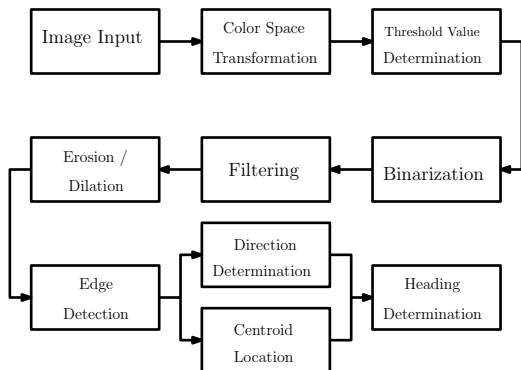 Image Input
Color Space
Transformation
Threshold Value
Determination
Erosion /
Dilation
Filtering
Binarization
Edge
Detection
Direction
Determination
Centroid
Location
Heading
Determination